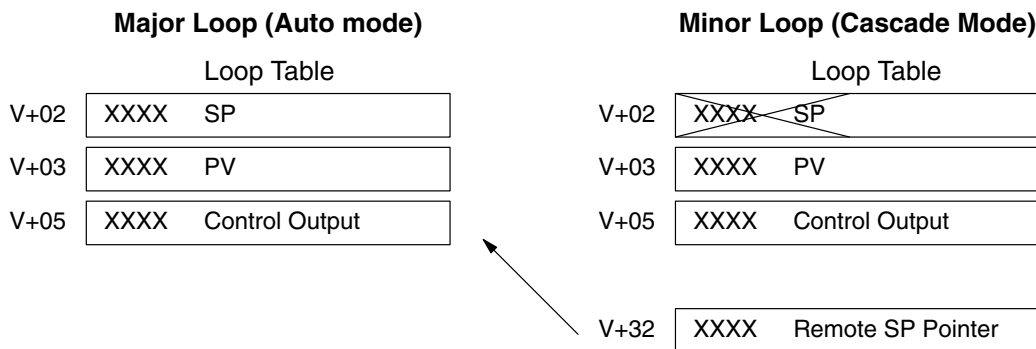 Major Loop (Auto mode)
Loop Table
V+02 XXXX SP
V+03 XXXX PV
V+05 XXXX Control Output
Minor Loop (Cascade Mode)
Loop Table
V+02 XXXX SP
V+03 XXXX PV
V+05 XXXX Control Output
V+32 XXXX Remote SP Pointer